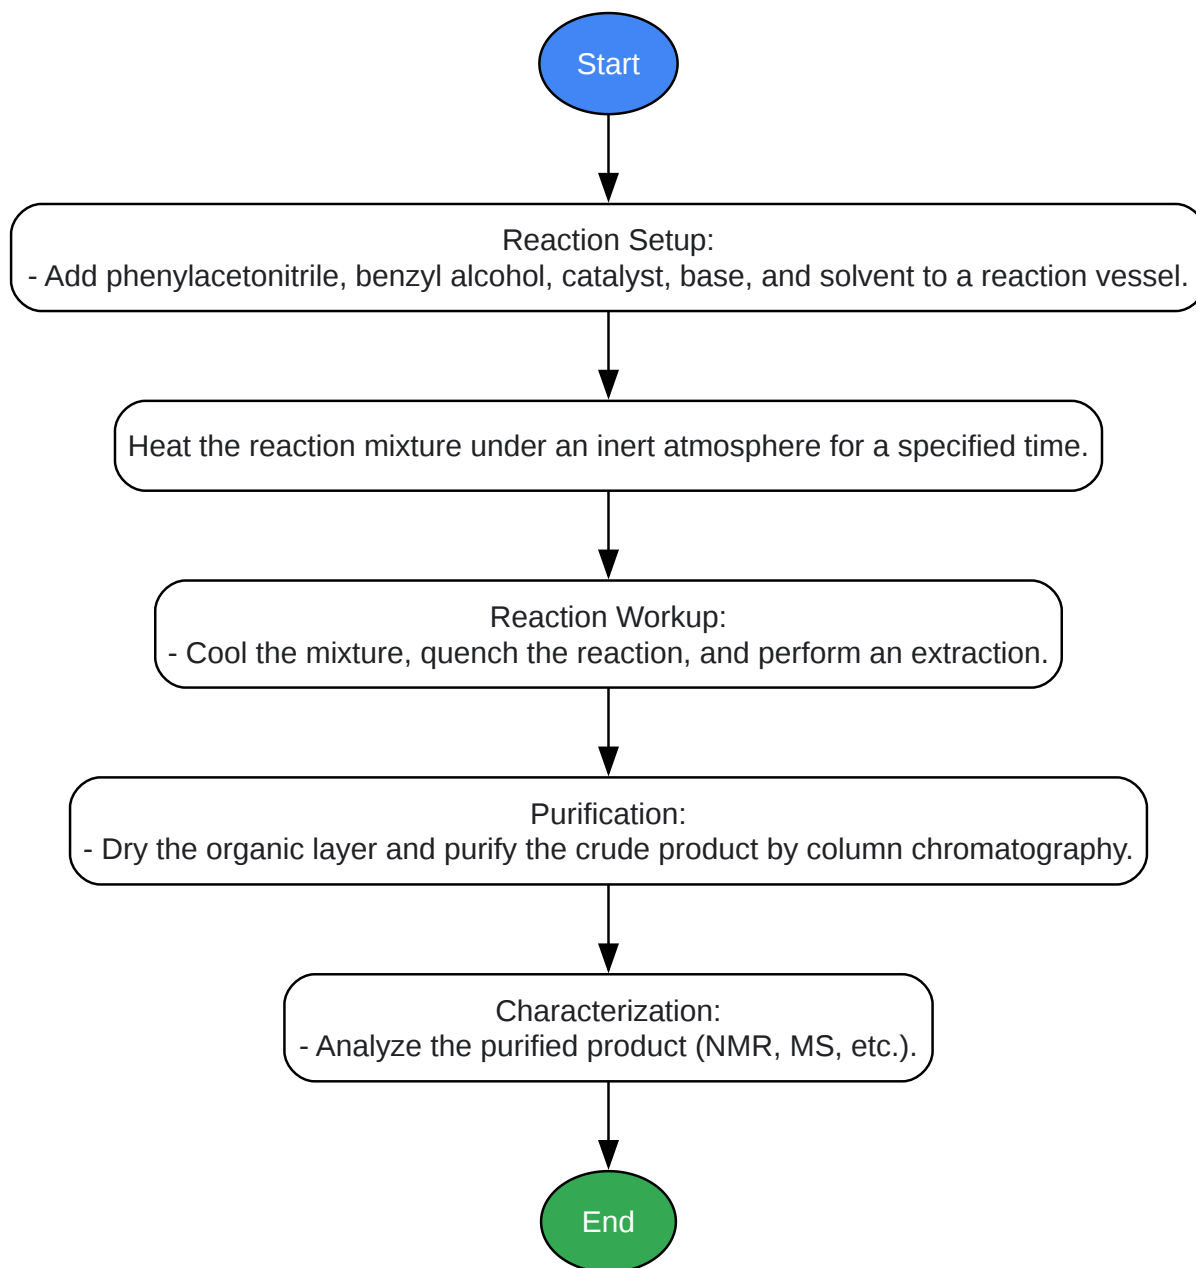 Start
Reaction Setup:
- Add phenylacetonitrile, benzyl alcohol, catalyst, base, and solvent to a reaction vessel.
Heat the reaction mixture under an inert atmosphere for a specified time.
Reaction Workup:
- Cool the mixture, quench the reaction, and perform an extraction.
Purification:
- Dry the organic layer and purify the crude product by column chromatography.
Characterization:
- Analyze the purified product (NMR, MS, etc.).
End